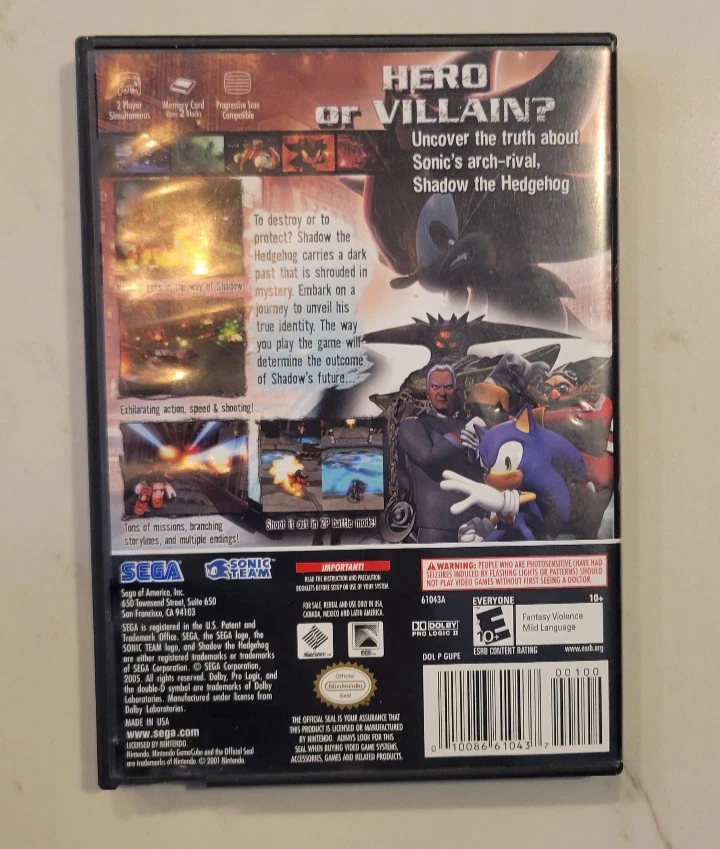 HERO
or VILLAIN?
2 Player
Simultaneous
Memory Card
Uses 2 Blocks
Progressive Scan
Compatible
Uncover the truth about
Sonic's arch-rival,
Shadow the Hedgehog
To destroy or to
protect? Shadow the
Hedgehog carries a dark
past that is shrouded in
mystery. Embark on a
journey to unveil his
true identity. The way
you play the game will
determine the outcome
of Shadow's future...
gets in the way of Shadow!
Exhilarating action, speed & shooting!
Tons of missions, branching
storylines, and multiple endings!
Shoot it out in 2P battle mode!
SEGA
SONIC
TEAM
Sega of America, Inc.
650 Townsend Street, Suite 650
San Francisco, CA 94103
SEGA is registered in the U.S. Patent and
Trademark Office. SEGA, the SEGA logo, the
SONIC TEAM logo, and Shadow the Hedgehog
are either registered trademarks or trademarks
of SEGA Corporation. © SEGA Corporation,
2005. All rights reserved. Dolby, Pro Logic, and
the double-D symbol are trademarks of Dolby
Laboratories. Manufactured under license from
Dolby Laboratories.
MADE IN USA
www.sega.com
LICENSED BY NINTENDO.
Nintendo, Nintendo GameCube and the Official Seal
are trademarks of Nintendo. © 2001 Nintendo.
IMPORTANT!
READ THE INSTRUCTION AND PRECAUTION
BOOKLETS BEFORE SETUP OR USE OF YOUR SYSTEM.
FOR SALE, RENTAL AND USE ONLY IN USA,
CANADA, MEXICO AND LATIN AMERICA.
Official
Nintendo
Seal
THE OFFICIAL SEAL IS YOUR ASSURANCE THAT
THIS PRODUCT IS LICENSED OR MANUFACTURED
BY NINTENDO. ALWAYS LOOK FOR THIS
SEAL WHEN BUYING VIDEO GAME SYSTEMS,
ACCESSORIES, GAMES AND RELATED PRODUCTS.
WARNING: PEOPLE WHO ARE PHOTOSENSITIVE (HAVE HAD
SEIZURES INDUCED BY FLASHING LIGHTS OR PATTERNS) SHOULD
NOT PLAY VIDEO GAMES WITHOUT FIRST SEEING A DOCTOR.
61043A
EVERYONE 10+
E
10+
Fantasy Violence
Mild Language
DOLBY
PRO LOGIC II
ESRB CONTENT RATING www.esrb.org
DOL P GUPE
00100
0 10086 61043 7